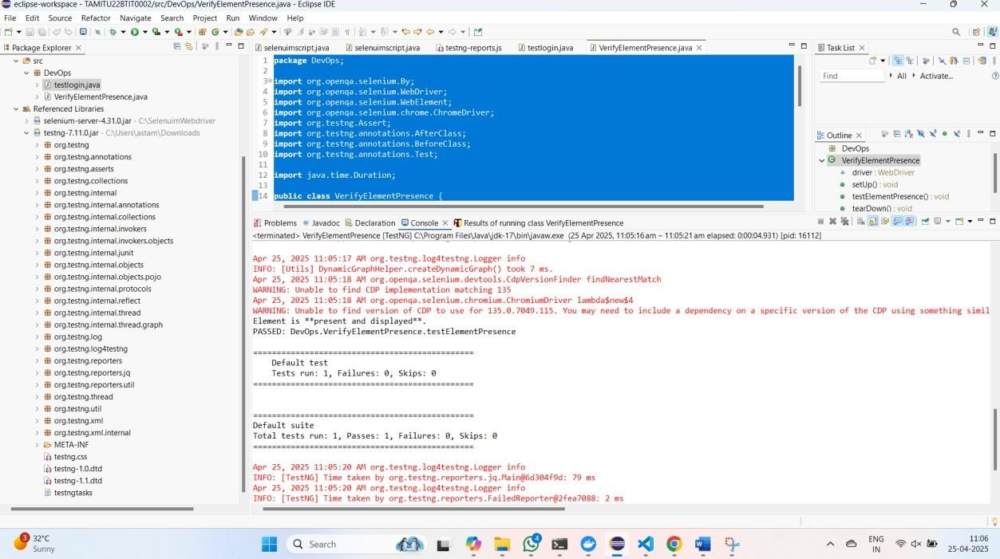 eclipse-workspace - TAMITU22BTIT0002/src/DevOps/VerifyElementPresence.java - Eclipse IDE
File Edit Source Refactor Navigate Search Project Run Window Help
Package Explorer
src
DevOps
testlogin.java
VerifyElementPresence.java
Referenced Libraries
selenium-server-4.31.0.jar - C:\SelenuimWebdriver
testng-7.11.0.jar - C:\Users\astam\Downloads
org.testng
org.testng.annotations
org.testng.asserts
org.testng.collections
org.testng.internal
org.testng.internal.annotations
org.testng.internal.collections
org.testng.internal.invokers
org.testng.internal.invokers.objects
org.testng.internal.junit
org.testng.internal.objects
org.testng.internal.objects.pojo
org.testng.internal.protocols
org.testng.internal.reflect
org.testng.internal.thread
org.testng.internal.thread.graph
org.testng.log
org.testng.log4testng
org.testng.reporters
org.testng.reporters.jq
org.testng.reporters.util
org.testng.thread
org.testng.util
org.testng.xml
org.testng.xml.internal
META-INF
testng.css
testng-1.0.dtd
testng-1.1.dtd
testngtasks
selenuimscript.java selenuimscript.java testng-reports.js testlogin.java VerifyElementPresence.java
1 package DevOps;
2
3 import org.openqa.selenium.By;
4 import org.openqa.selenium.WebDriver;
5 import org.openqa.selenium.WebElement;
6 import org.openqa.selenium.chrome.ChromeDriver;
7 import org.testng.Assert;
8 import org.testng.annotations.AfterClass;
9 import org.testng.annotations.BeforeClass;
10 import org.testng.annotations.Test;
11
12 import java.time.Duration;
13
14 public class VerifyElementPresence {
Task List
Find All Activate...
Outline
DevOps
VerifyElementPresence
driver : WebDriver
setUp() : void
testElementPresence() : void
tearDown() : void
Problems Javadoc Declaration Console Results of running class VerifyElementPresence
<terminated> VerifyElementPresence [TestNG] C:\Program Files\Java\jdk-17\bin\javaw.exe (25 Apr 2025, 11:05:16 am – 11:05:21 am elapsed: 0:00:04.931) [pid: 16112]
Apr 25, 2025 11:05:17 AM org.testng.log4testng.Logger info
INFO: [Utils] DynamicGraphHelper.createDynamicGraph() took 7 ms.
Apr 25, 2025 11:05:18 AM org.openqa.selenium.devtools.CdpVersionFinder findNearestMatch
WARNING: Unable to find CDP implementation matching 135
Apr 25, 2025 11:05:18 AM org.openqa.selenium.chromium.ChromiumDriver lambda$new$4
WARNING: Unable to find version of CDP to use for 135.0.7049.115. You may need to include a dependency on a specific version of the CDP using something simil
Element is **present and displayed**.
PASSED: DevOps.VerifyElementPresence.testElementPresence
===============================================
Default test
Tests run: 1, Failures: 0, Skips: 0
===============================================
===============================================
Default suite
Total tests run: 1, Passes: 1, Failures: 0, Skips: 0
===============================================
Apr 25, 2025 11:05:20 AM org.testng.log4testng.Logger info
INFO: [TestNG] Time taken by org.testng.reporters.jq.Main@6d304f9d: 79 ms
Apr 25, 2025 11:05:20 AM org.testng.log4testng.Logger info
INFO: [TestNG] Time taken by org.testng.reporters.FailedReporter@2fea7088: 2 ms
3
32°C
Sunny
Search
4
ENG
IN
11:06
25-04-2025